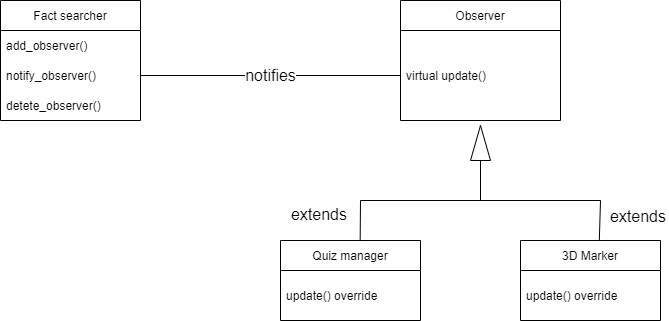 Fact searcher
add_observer()
notify_observer()
detete_observer()
notifies
Observer
virtual update()
extends
extends
Quiz manager
update() override
3D Marker
update() override